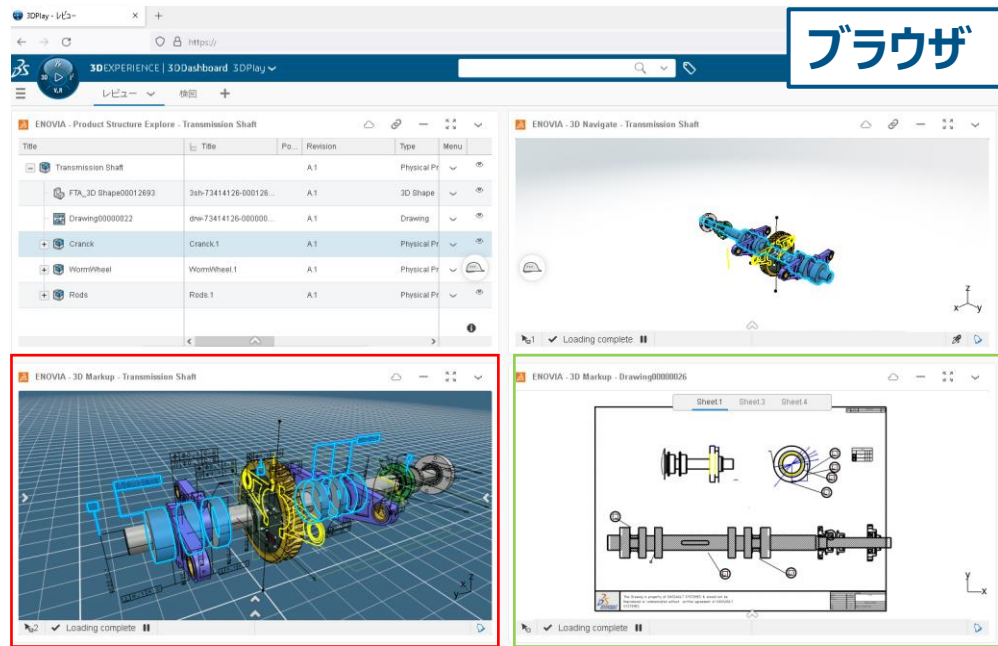 3DPlay - レビュー
ブラウザ
https://
3DEXPERIENCE | 3DDashboard 3DPlay
3D
V.R
レビュー
検図
ENOVIA - Product Structure Explore - Transmission Shaft
Title Title Po... Revision Type Menu
Transmission Shaft A.1 Physical Pr
FTA_3D Shape00012693 3sh-73414126-000126... A.1 3D Shape
Drawing00000022 drw-73414126-000000... A.1 Drawing
Cranck Cranck.1 A.1 Physical Pr
WormWheel WormWheel.1 A.1 Physical Pr
Rods Rods.1 A.1 Physical Pr
ENOVIA - 3D Navigate - Transmission Shaft
z
x y
1 Loading complete
ENOVIA - 3D Markup - Transmission Shaft
x z
y
2 Loading complete
ENOVIA - 3D Markup - Drawing00000026
Sheet.1 Sheet.3 Sheet.4
y
x
Loading complete